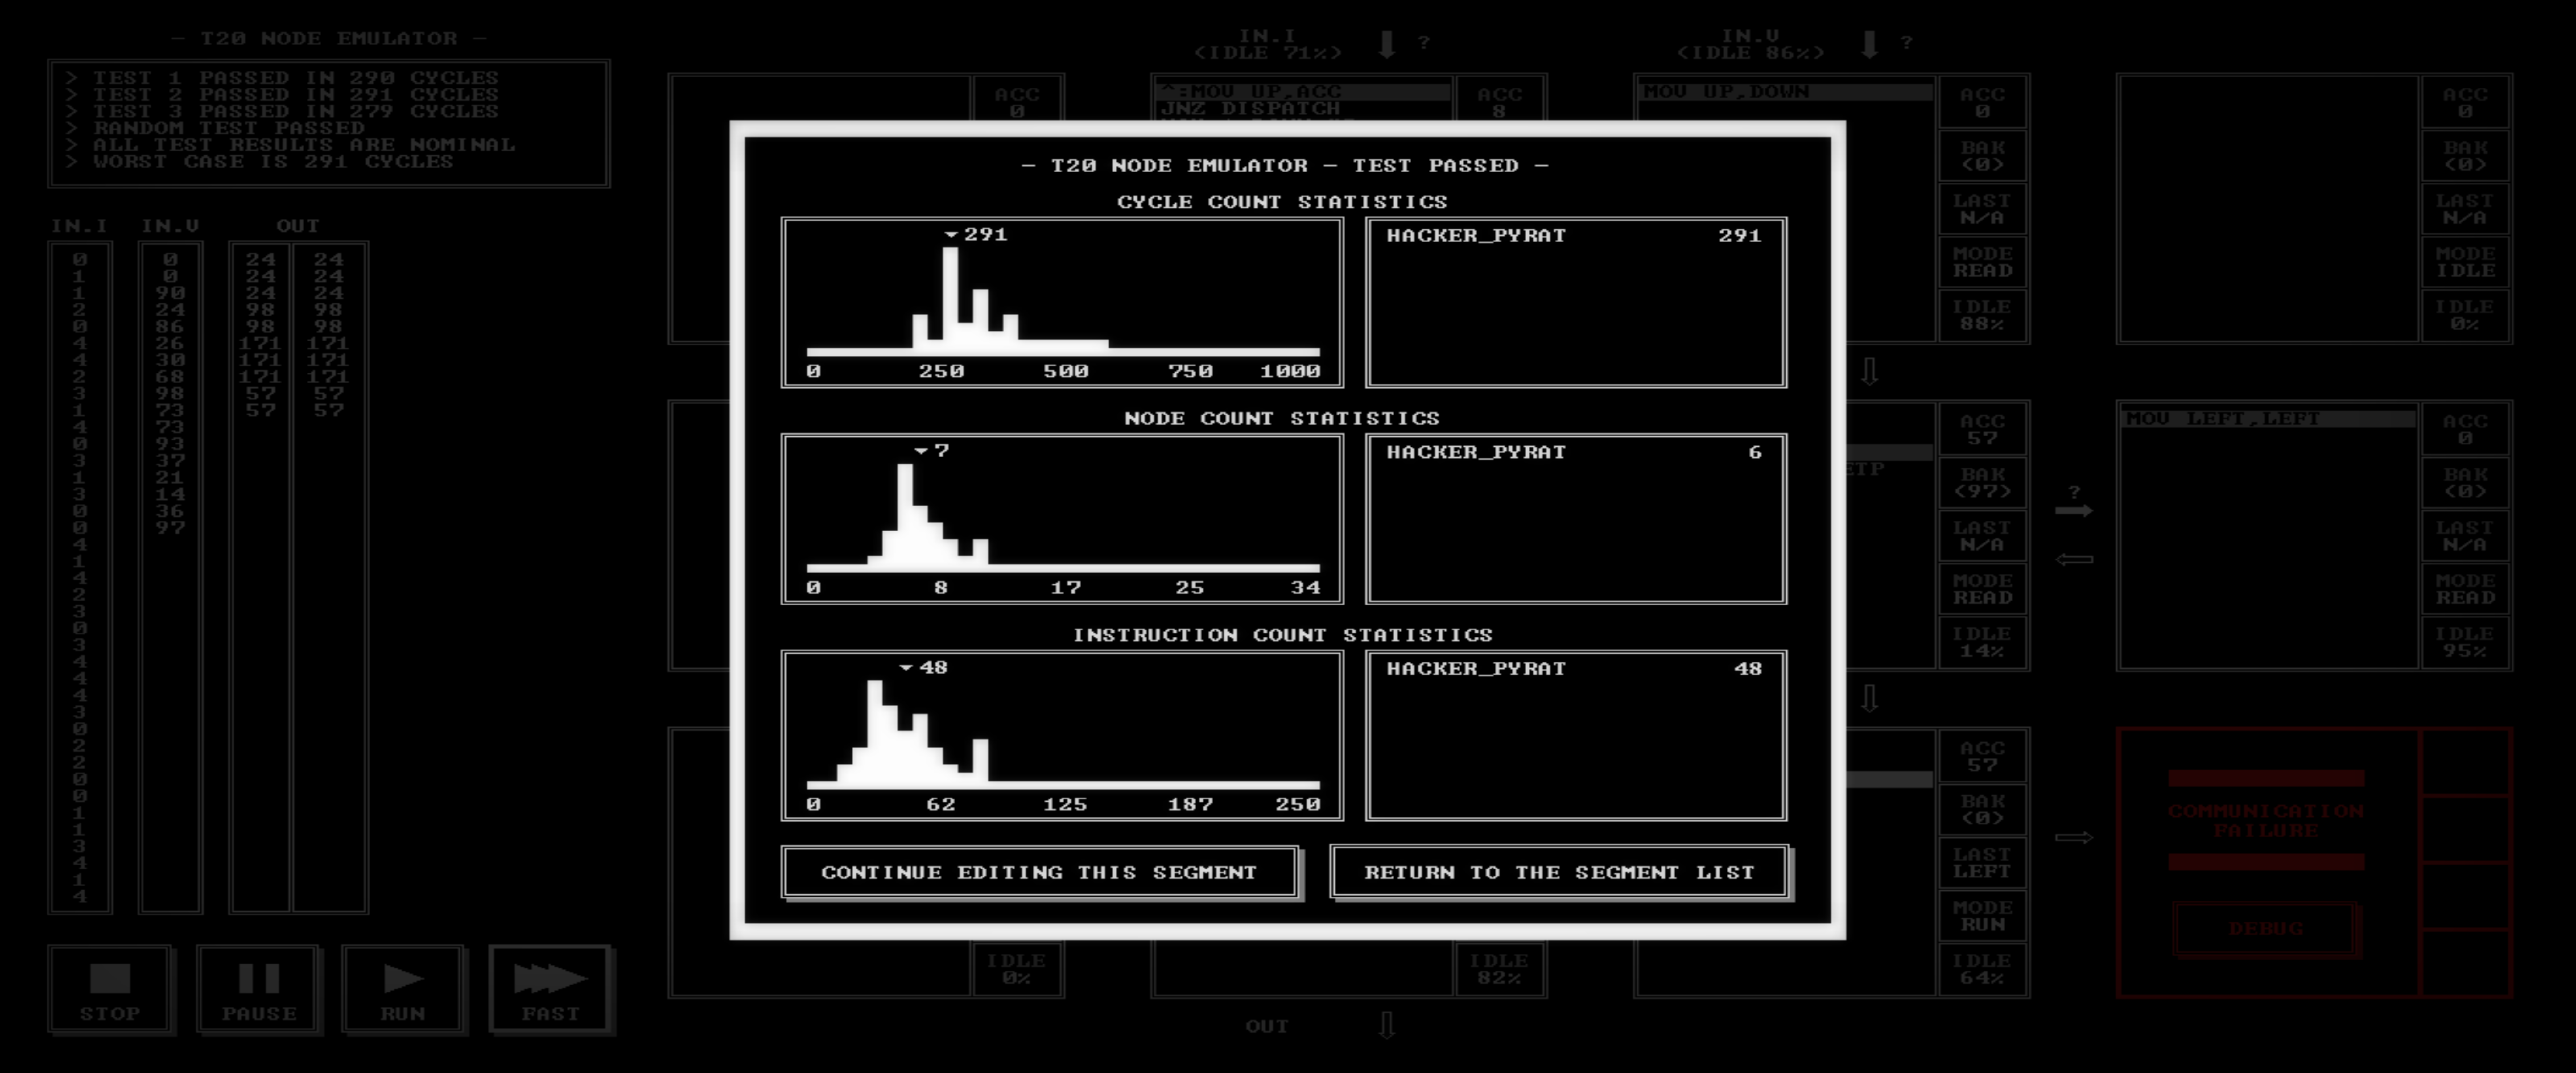 - T20 NODE EMULATOR -
> TEST 1 PASSED IN 290 CYCLES
> TEST 2 PASSED IN 291 CYCLES
> TEST 3 PASSED IN 279 CYCLES
> RANDOM TEST PASSED
> ALL TEST RESULTS ARE NOMINAL
> WORST CASE IS 291 CYCLES
IN.I IN.V OUT
0 0 24 24
1 0 24 24
1 90 24 24
2 24 98 98
0 86 98 98
4 26 171 171
4 30 171 171
2 68 171 171
3 98 57 57
1 73 57 57
4 73
0 93
3 37
1 21
3 14
0 36
0 97
4
1
4
2
3
0
3
4
4
4
3
0
2
2
0
0
1
1
3
4
1
4
STOP
PAUSE
RUN
FAST
IN.I
(IDLE 71%)
?
IN.V
(IDLE 86%)
?
ACC
0
^:MOV UP,ACC
JNZ DISPATCH
ACC
8
MOV UP,DOWN
ACC
0
BAK
(0)
LAST
N/A
MODE
READ
IDLE
88%
ACC
0
BAK
(0)
LAST
N/A
MODE
IDLE
IDLE
0%
- T20 NODE EMULATOR - TEST PASSED -
CYCLE COUNT STATISTICS
291
0 250 500 750 1000
HACKER_PYRAT 291
NODE COUNT STATISTICS
7
0 8 17 25 34
HACKER_PYRAT 6
INSTRUCTION COUNT STATISTICS
48
0 62 125 187 250
HACKER_PYRAT 48
CONTINUE EDITING THIS SEGMENT
RETURN TO THE SEGMENT LIST
ETP
ACC
57
BAK
(97)
LAST
N/A
MODE
READ
IDLE
14%
?
MOV LEFT,LEFT
ACC
0
BAK
(0)
LAST
N/A
MODE
READ
IDLE
95%
IDLE
0%
IDLE
82%
ACC
57
BAK
(0)
LAST
LEFT
MODE
RUN
IDLE
64%
COMMUNICATION
FAILURE
DEBUG
OUT